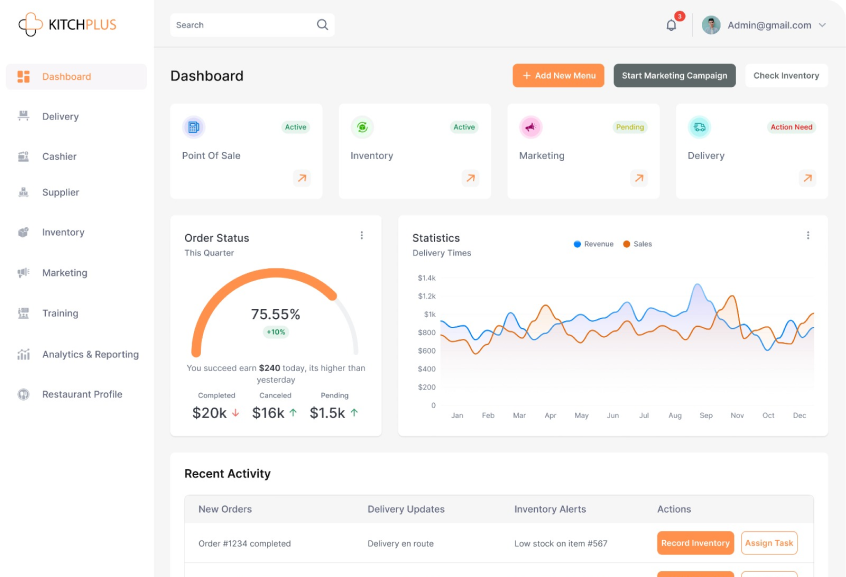 KITCHPLUS
Search
3
Admin@gmail.com
Dashboard
Delivery
Cashier
Supplier
Inventory
Marketing
Training
Analytics & Reporting
Restaurant Profile
Dashboard
+ Add New Menu
Start Marketing Campaign
Check Inventory
Active
Point Of Sale
Active
Inventory
Pending
Marketing
Action Need
Delivery
Order Status
This Quarter
75.55%
+10%
You succeed earn $240 today, its higher than
yesterday
Completed Canceled Pending
$20k ↓ $16k ↑ $1.5k ↑
Statistics
Delivery Times
Revenue Sales
$1.4k
$1.2k
$1k
$800
$600
$400
$200
0
Jan Feb Mar Apr May Jun Jul Aug Sep Nov Oct Dec
Recent Activity
New Orders Delivery Updates Inventory Alerts Actions
Order #1234 completed Delivery en route Low stock on item #567 Record Inventory Assign Task